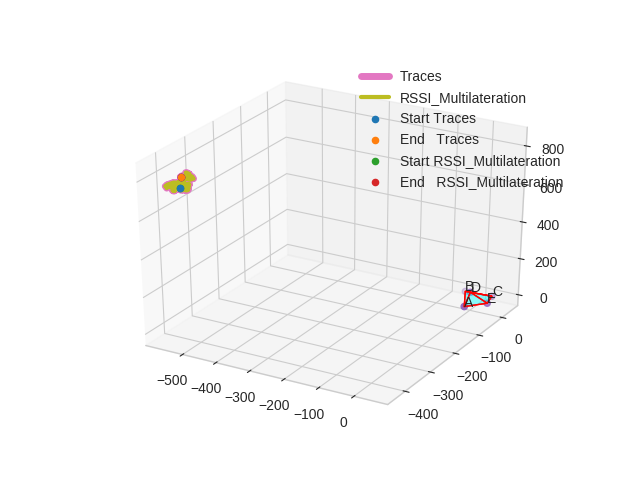 Traces
RSSI_Multilateration
Start Traces
End Traces
Start RSSI_Multilateration
End RSSI_Multilateration
800
600
400
200
0
B
D
C
A
E
0
-100
-200
-300
-400
-500
-400
-300
-200
-100
0